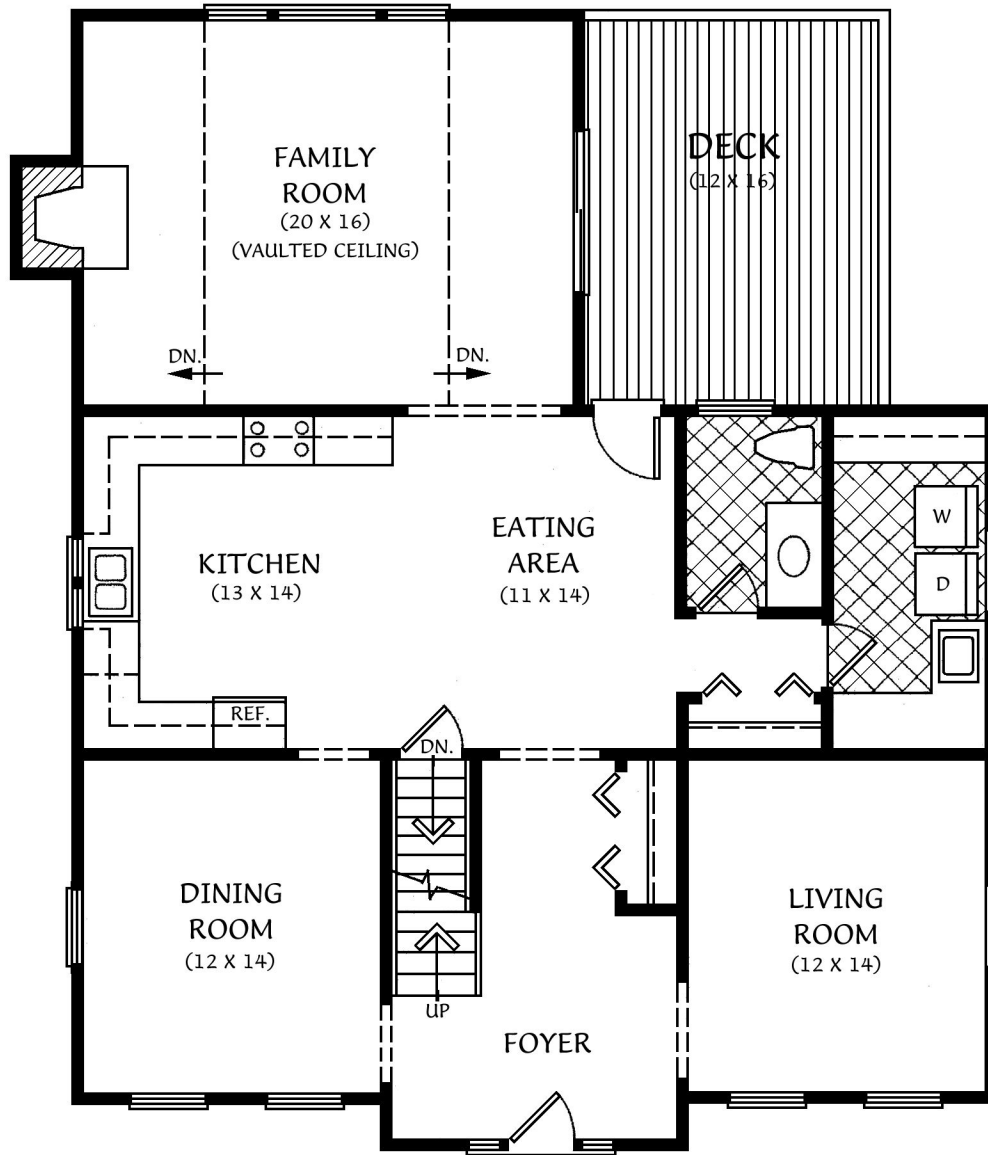 FAMILY
ROOM
(20 X 16)
(VAULTED CEILING)
DECK
(12 X 16)
DN.
DN.
KITCHEN
(13 X 14)
EATING
AREA
(11 X 14)
W
D
REF.
DN.
DINING
ROOM
(12 X 14)
LIVING
ROOM
(12 X 14)
UP
FOYER